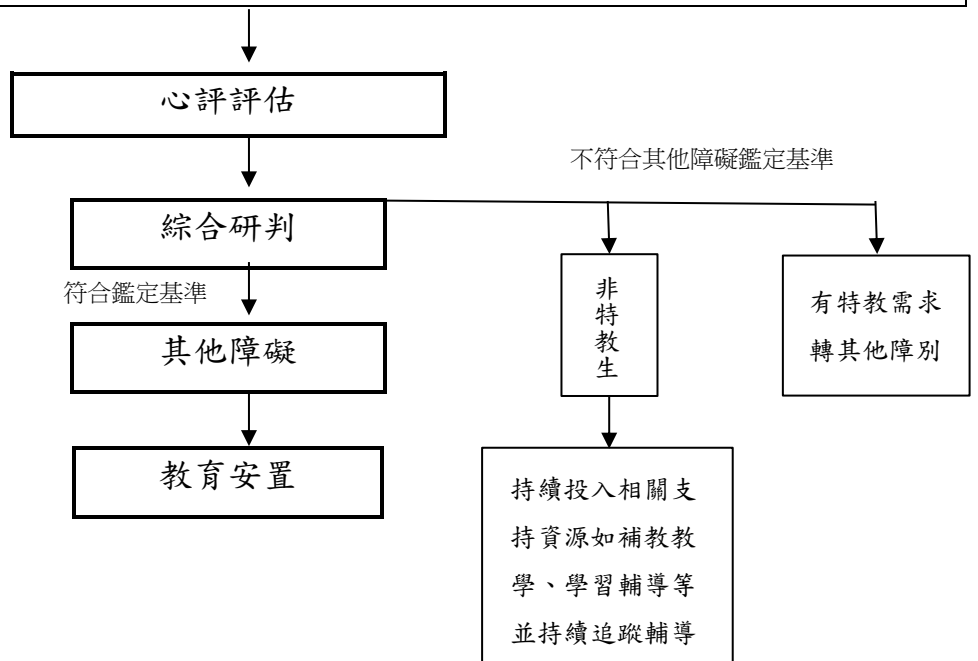 心評評估
不符合其他障礙鑑定基準
綜合研判
符合鑑定基準
非特教生
有特教需求
轉其他障別
其他障礙
教育安置
持續投入相關支
持資源如補教教
學、學習輔導等
並持續追蹤輔導